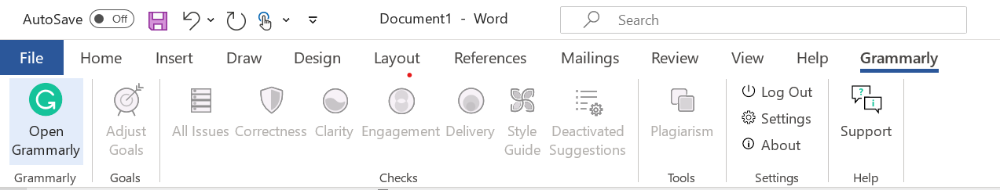 AutoSave Off Document1 - Word Search
File Home Insert Draw Design Layout References Mailings Review View Help Grammarly
Open Grammarly
Adjust Goals
All Issues
Correctness
Clarity
Engagement
Delivery
Style Guide
Deactivated Suggestions
Plagiarism
Log Out
Settings
About
Support
Grammarly Goals Checks Tools Settings Help